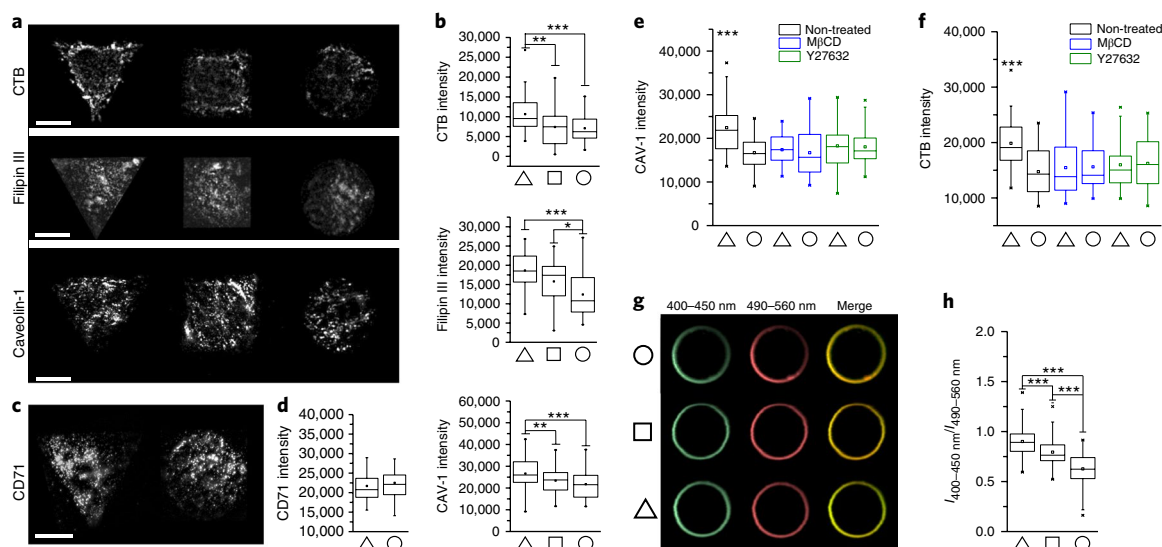 a
CTB
Filipin III
Caveolin-1
b
CTB intensity
30,000
25,000
20,000
15,000
10,000
5,000
0
***
**
Filipin III intensity
30,000
25,000
20,000
15,000
10,000
5,000
0
***
*
CAV-1 intensity
60,000
50,000
40,000
30,000
20,000
10,000
0
***
**
c
CD71
d
CD71 intensity
40,000
35,000
30,000
25,000
20,000
15,000
10,000
e
CAV-1 intensity
40,000
30,000
20,000
10,000
***
Non-treated
MβCD
Y27632
f
CTB intensity
40,000
30,000
20,000
10,000
***
Non-treated
MβCD
Y27632
g
400–450 nm 490–560 nm Merge
h
I400–450 nm/I490–560 nm
2.0
1.5
1.0
0.5
0.0
***
*** ***